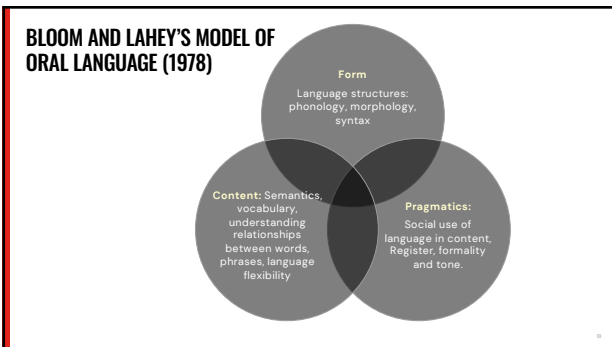 BLOOM AND LAHEY'S MODEL OF
ORAL LANGUAGE (1978)
Form
Language structures:
phonology, morphology,
syntax
Content: Semantics,
vocabulary,
understanding
relationships
between words,
phrases, language
flexibility
Pragmatics:
Social use of
language in content,
Register, formality
and tone.